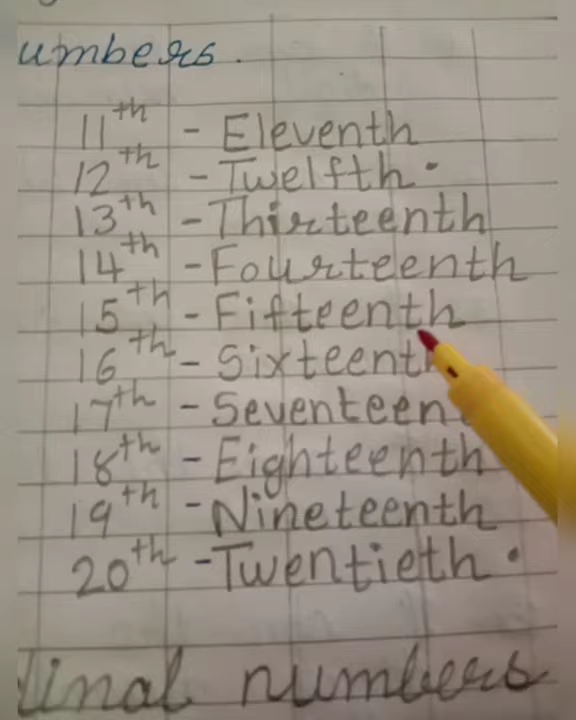 umbers.
11th - Eleventh
12th - Twelfth.
13th - Thirteenth
14th - Fourteenth
15th - Fifteenth
16th - Sixteenth
17th - Seventeen
18th - Eighteenth
19th - Nineteenth
20th - Twentieth.
dinal numbers